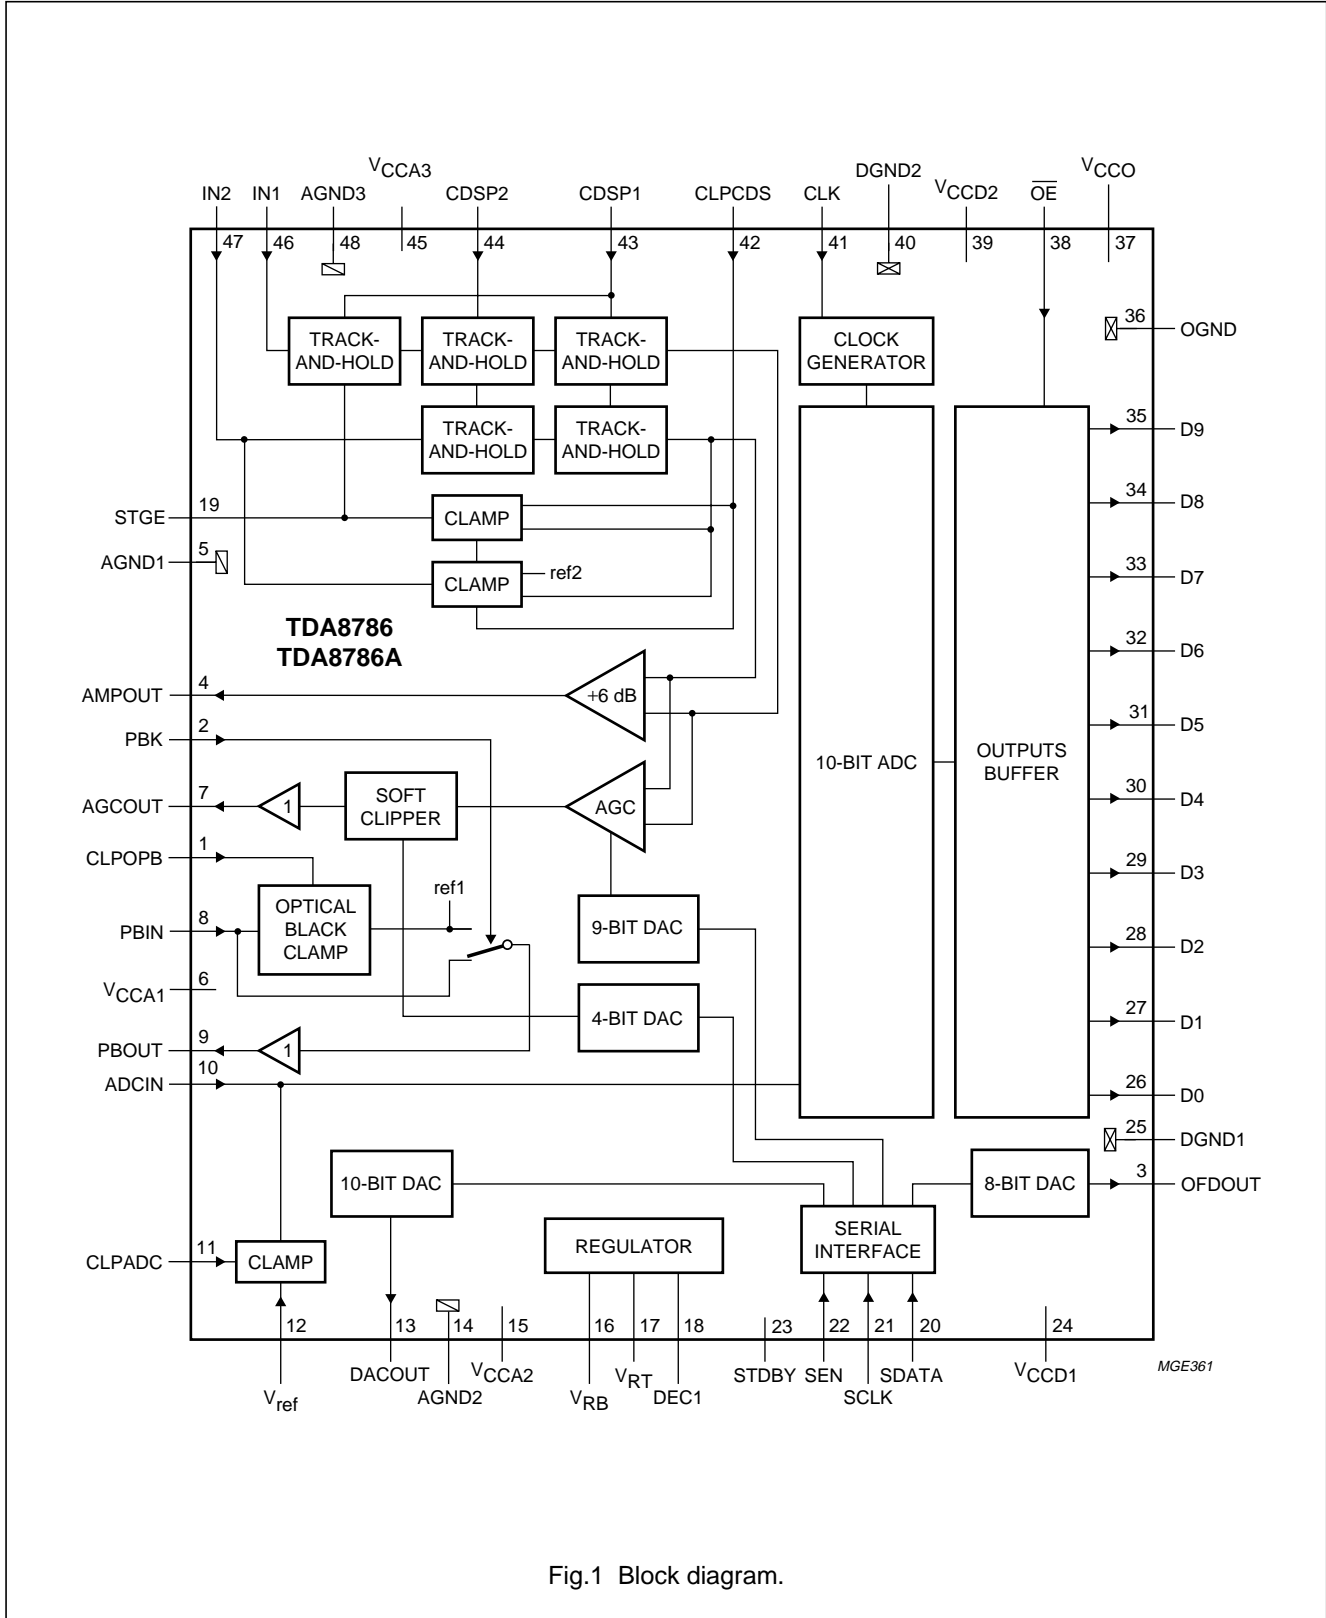 VCCA3
DGND2
VCCO
IN2
IN1
AGND3
CDSP2
CDSP1
CLPCDS
CLK
VCCD2
OE
47
46
48
45
44
43
42
41
40
39
38
37
TRACK-
AND-HOLD
TRACK-
AND-HOLD
TRACK-
AND-HOLD
CLOCK
GENERATOR
36
OGND
TRACK-
AND-HOLD
TRACK-
AND-HOLD
35
D9
34
D8
STGE
19
CLAMP
AGND1
5
CLAMP
ref2
33
D7
TDA8786
TDA8786A
32
D6
AMPOUT
4
+6 dB
31
D5
PBK
2
10-BIT ADC
OUTPUTS
BUFFER
AGCOUT
7
1
SOFT
CLIPPER
AGC
30
D4
CLPOPB
1
29
D3
ref1
PBIN
8
OPTICAL
BLACK
CLAMP
9-BIT DAC
28
D2
VCCA1
6
4-BIT DAC
27
D1
PBOUT
9
1
ADCIN
10
26
D0
25
DGND1
10-BIT DAC
8-BIT DAC
3
OFDOUT
SERIAL
INTERFACE
REGULATOR
CLPADC
11
CLAMP
12
13
14
15
16
17
18
23
22
21
20
24
Vref
DACOUT
AGND2
VCCA2
VRB
VRT
DEC1
STDBY
SEN
SCLK
SDATA
VCCD1
MGE361
Fig.1 Block diagram.